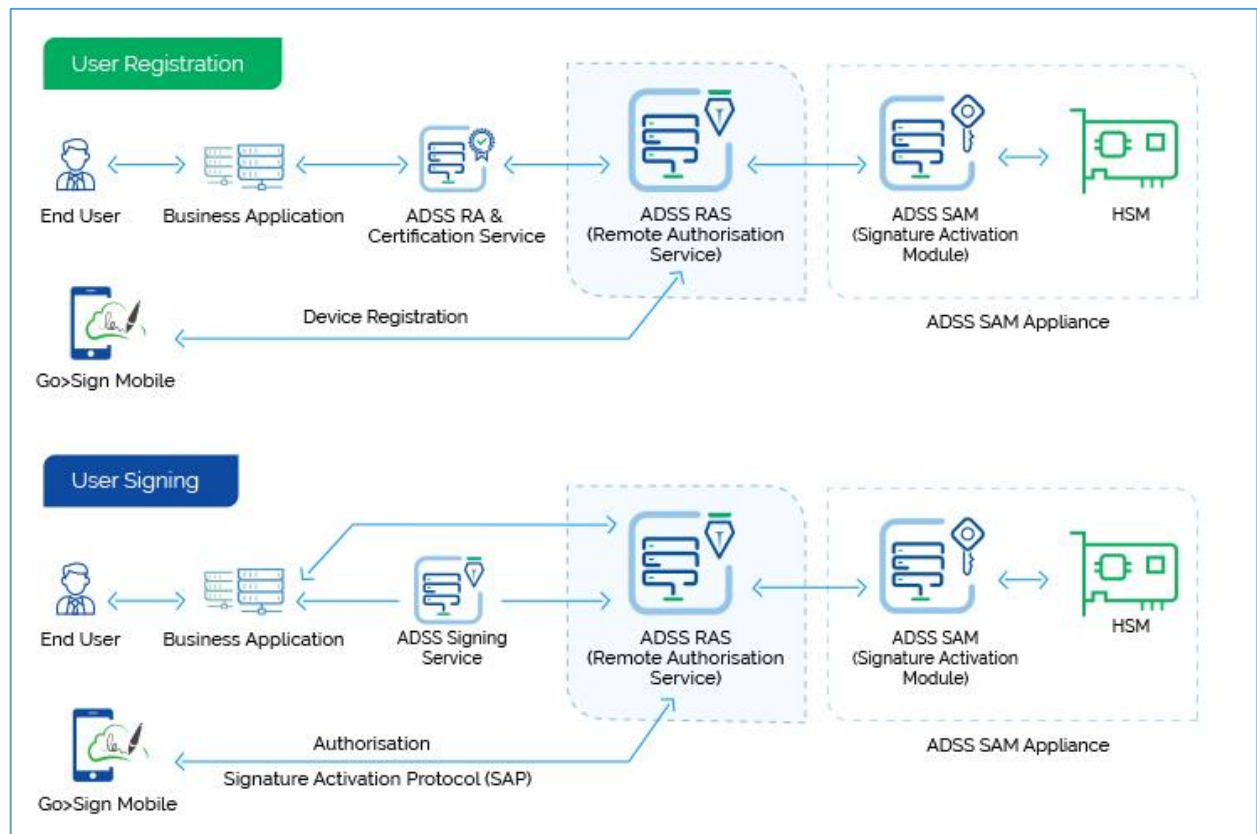 User Registration
End User
Business Application
ADSS RA &
Certification Service
ADSS RAS
(Remote Authorisation
Service)
ADSS SAM
(Signature Activation
Module)
HSM
Device Registration
ADSS SAM Appliance
Go>Sign Mobile
User Signing
End User
Business Application
ADSS Signing
Service
ADSS RAS
(Remote Authorisation
Service)
ADSS SAM
(Signature Activation
Module)
HSM
Authorisation
Signature Activation Protocol (SAP)
ADSS SAM Appliance
Go>Sign Mobile